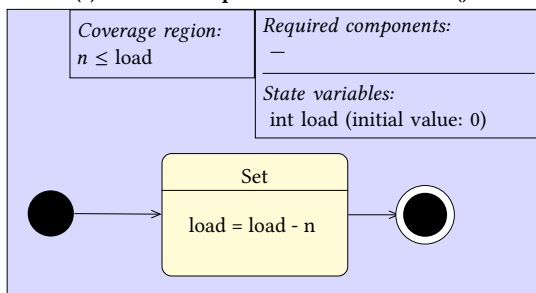 Coverage region:
n ≤ load
Required components:
—
State variables:
int load (initial value: 0)
Set
load = load - n